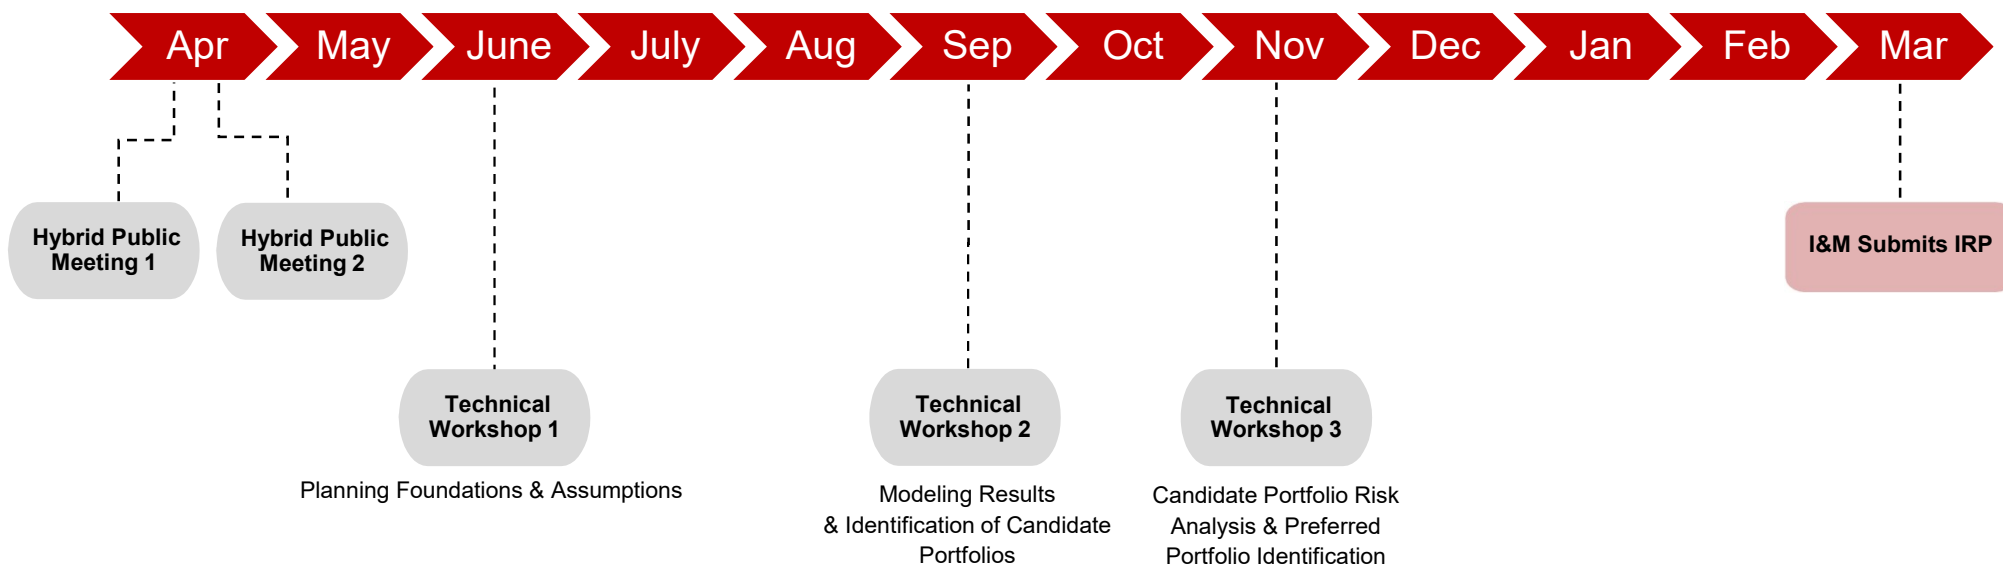 Apr
May
June
July
Aug
Sep
Oct
Nov
Dec
Jan
Feb
Mar
Hybrid Public
Meeting 1
Hybrid Public
Meeting 2
I&M Submits IRP
Technical
Workshop 1
Planning Foundations & Assumptions
Technical
Workshop 2
Modeling Results
& Identification of Candidate
Portfolios
Technical
Workshop 3
Candidate Portfolio Risk
Analysis & Preferred
Portfolio Identification